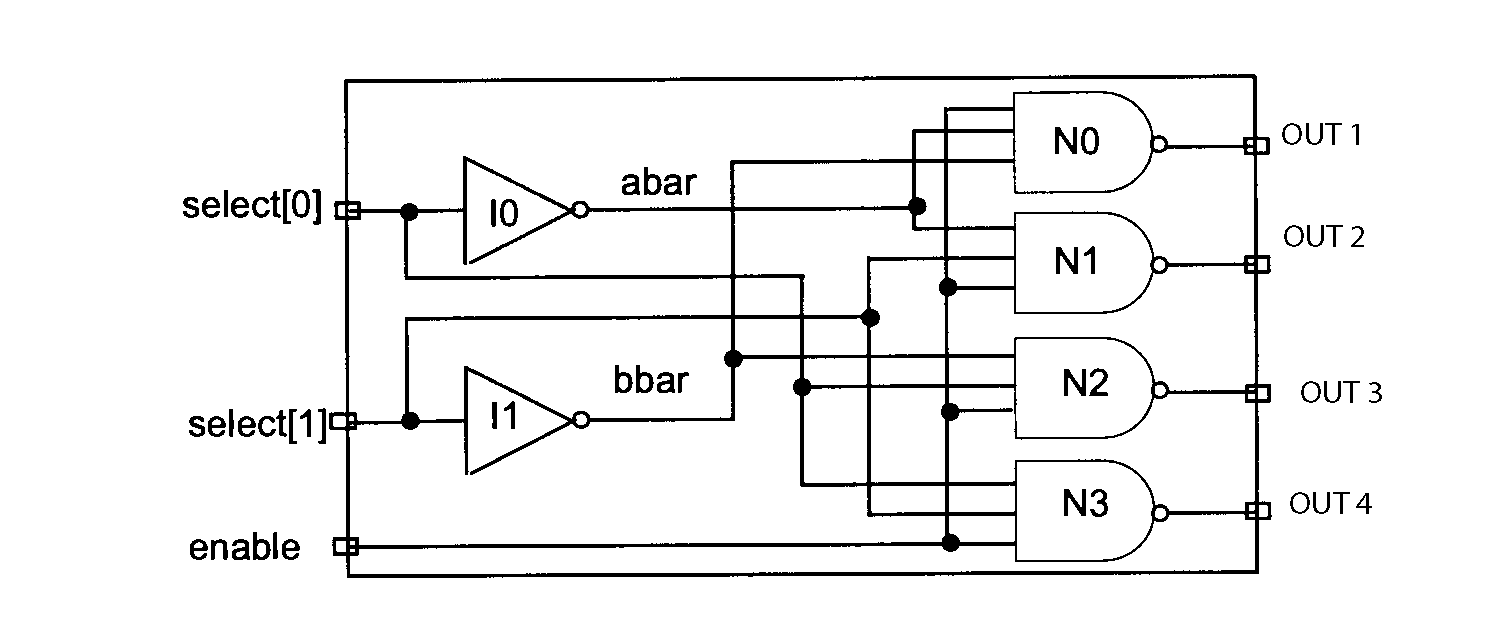 OUT 1
N0
abar
select[0]
I0
OUT 2
N1
bbar
N2
OUT 3
select[1]
I1
N3
OUT 4
enable